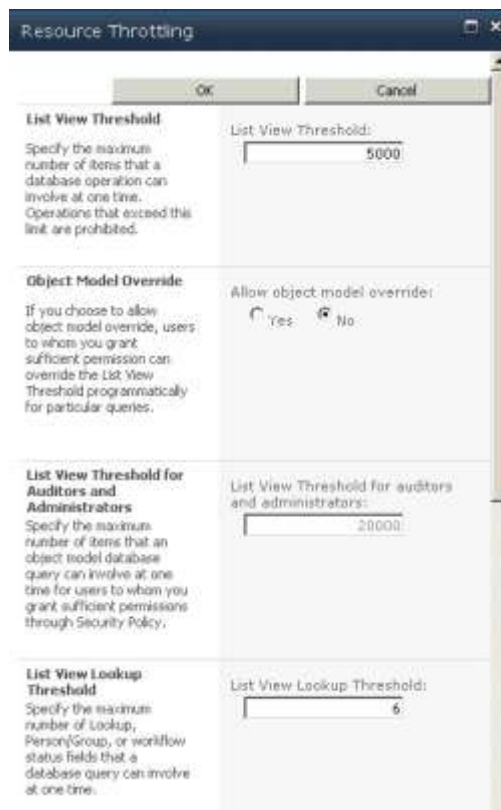 Resource Throttling
OK
Cancel
List View Threshold
Specify the maximum
number of items that a
database operation can
involve at one time.
Operations that exceed this
limit are prohibited.
List View Threshold:
5000
Object Model Override
If you choose to allow
object model override, users
to whom you grant
sufficient permission can
override the List View
Threshold programmatically
for particular queries.
Allow object model override:
Yes No
List View Threshold for
Auditors and
Administrators
Specify the maximum
number of items that an
object model database
query can involve at one
time for users to whom you
grant sufficient permissions
through Security Policy.
List View Threshold for auditors
and administrators:
20000
List View Lookup
Threshold
Specify the maximum
number of Lookup,
Person/Group, or workflow
status fields that a
database query can involve
at one time.
List View Lookup Threshold:
6